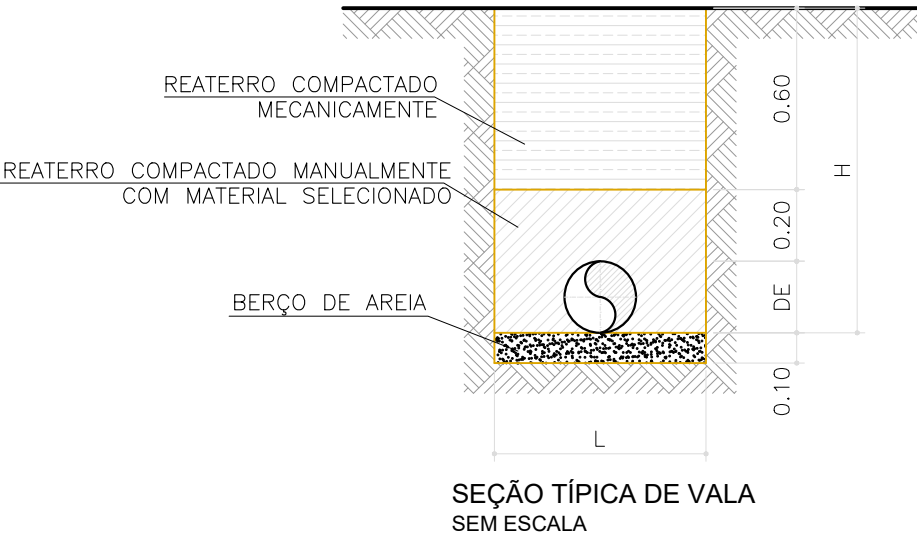 REATERRO COMPACTADO
MECANICAMENTE
REATERRO COMPACTADO MANUALMENTE
COM MATERIAL SELECIONADO
BERÇO DE AREIA
0.60
0.20
DE
0.10
H
L
SEÇÃO TÍPICA DE VALA
SEM ESCALA